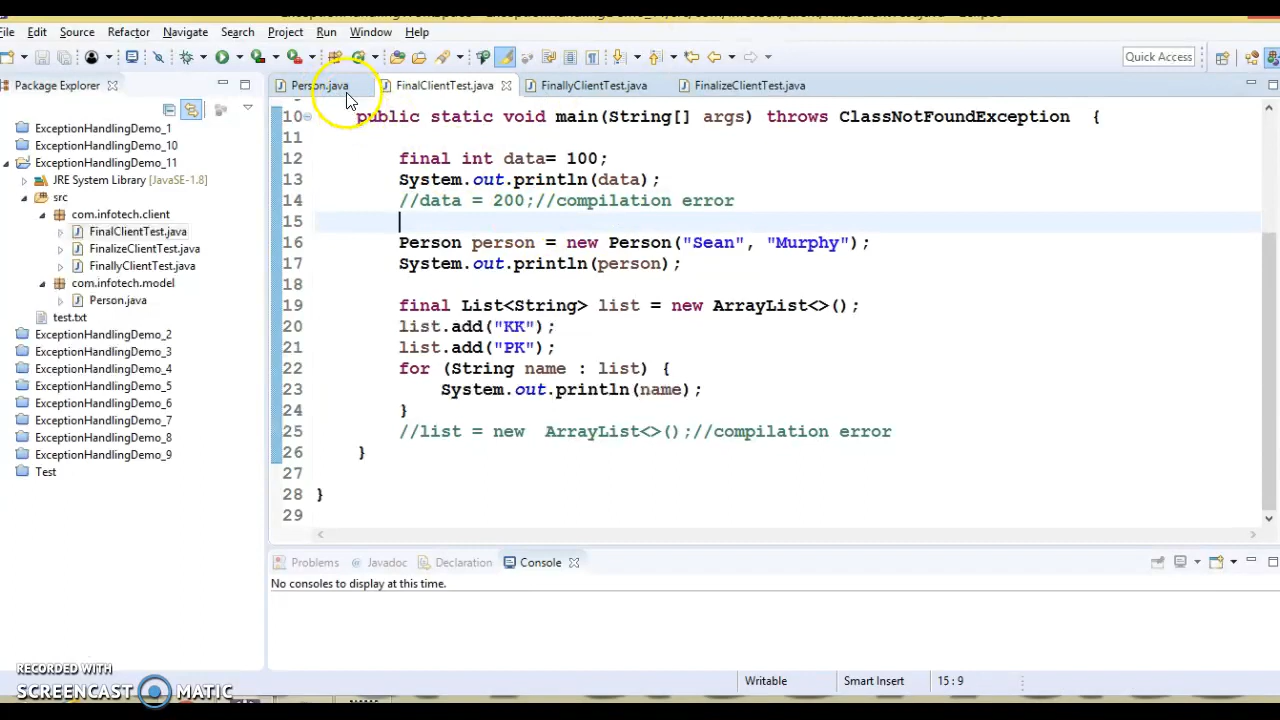 File Edit Source Refactor Navigate Search Project Run Window Help
Quick Access
Package Explorer
Person.java FinalClientTest.java FinallyClientTest.java FinalizeClientTest.java
ExceptionHandlingDemo_1
ExceptionHandlingDemo_10
ExceptionHandlingDemo_11
JRE System Library [JavaSE-1.8]
src
com.infotech.client
FinalClientTest.java
FinalizeClientTest.java
FinallyClientTest.java
com.infotech.model
Person.java
test.txt
ExceptionHandlingDemo_2
ExceptionHandlingDemo_3
ExceptionHandlingDemo_4
ExceptionHandlingDemo_5
ExceptionHandlingDemo_6
ExceptionHandlingDemo_7
ExceptionHandlingDemo_8
ExceptionHandlingDemo_9
Test
10 public static void main(String[] args) throws ClassNotFoundException {
11
12 final int data= 100;
13 System.out.println(data);
14 //data = 200;//compilation error
15
16 Person person = new Person("Sean", "Murphy");
17 System.out.println(person);
18
19 final List<String> list = new ArrayList<>();
20 list.add("KK");
21 list.add("PK");
22 for (String name : list) {
23 System.out.println(name);
24 }
25 //list = new  ArrayList<>();//compilation error
26 }
27
28 }
29
Problems @ Javadoc Declaration Console
No consoles to display at this time.
Writable Smart Insert 15 : 9
RECORDED WITH
SCREENCAST MATIC